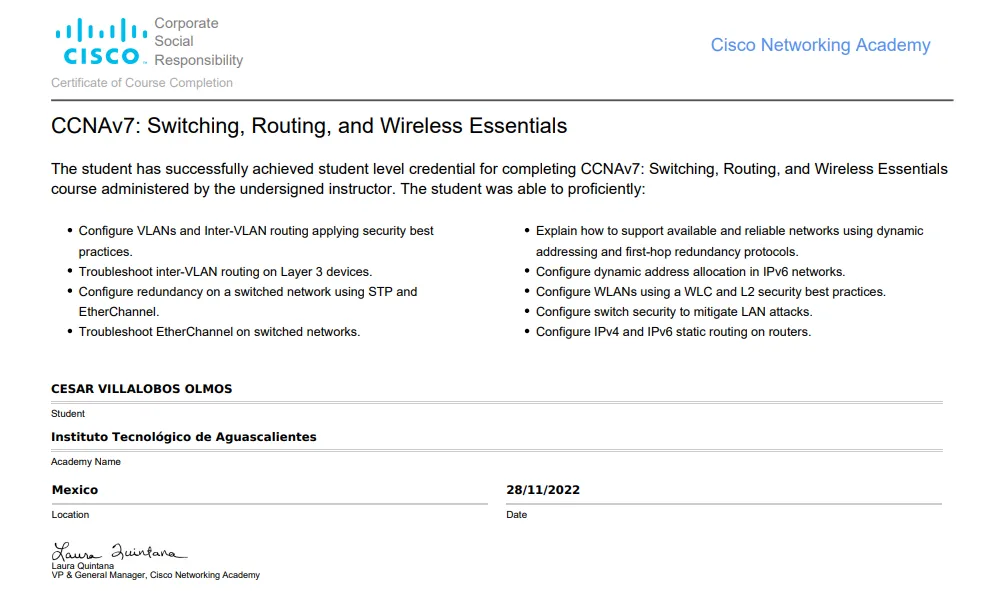 Corporate
Social
Responsibility
CISCO™
Cisco Networking Academy
Certificate of Course Completion
CCNAv7: Switching, Routing, and Wireless Essentials
The student has successfully achieved student level credential for completing CCNAv7: Switching, Routing, and Wireless Essentials
course administered by the undersigned instructor. The student was able to proficiently:
• Configure VLANs and Inter-VLAN routing applying security best
practices.
• Troubleshoot inter-VLAN routing on Layer 3 devices.
• Configure redundancy on a switched network using STP and
EtherChannel.
• Troubleshoot EtherChannel on switched networks.
• Explain how to support available and reliable networks using dynamic
addressing and first-hop redundancy protocols.
• Configure dynamic address allocation in IPv6 networks.
• Configure WLANs using a WLC and L2 security best practices.
• Configure switch security to mitigate LAN attacks.
• Configure IPv4 and IPv6 static routing on routers.
CESAR VILLALOBOS OLMOS
Student
Instituto Tecnológico de Aguascalientes
Academy Name
Mexico
Location
28/11/2022
Date
Laura Quintana
Laura Quintana
VP & General Manager, Cisco Networking Academy